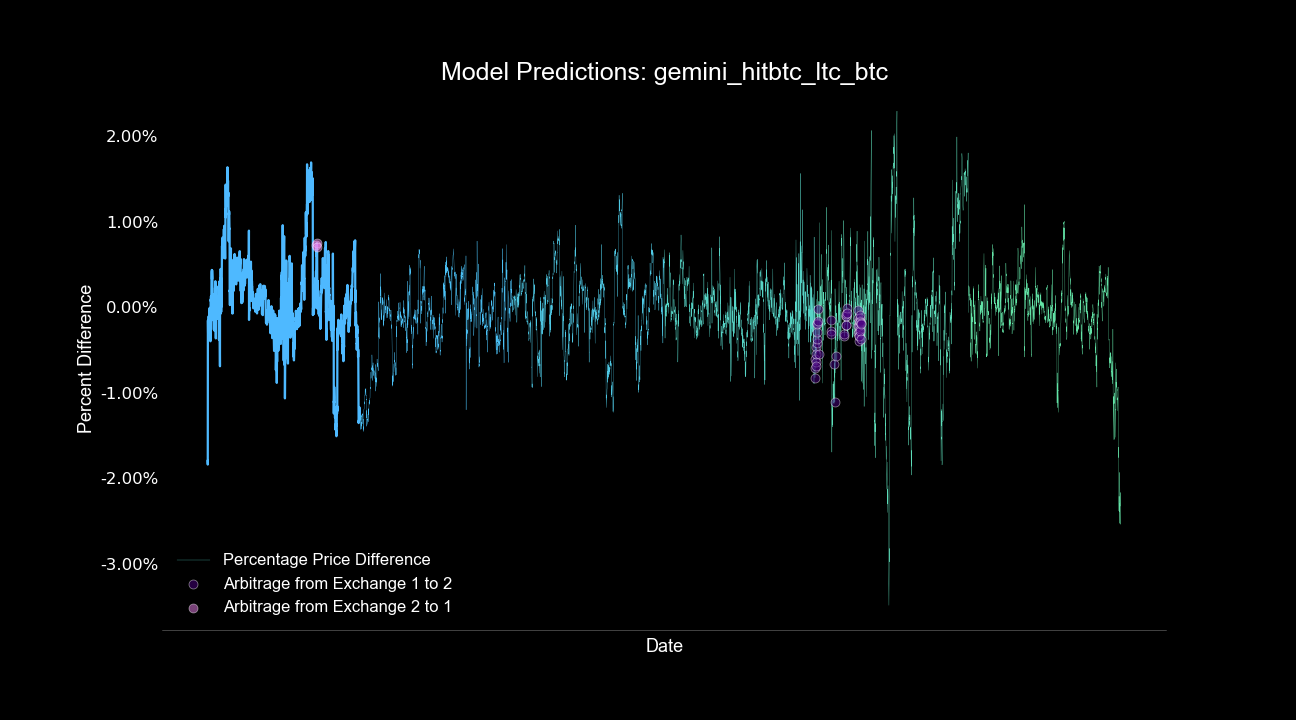 Model Predictions: gemini_hitbtc_ltc_btc
2.00%
1.00%
0.00%
-1.00%
-2.00%
-3.00%
Percent Difference
Percentage Price Difference
Arbitrage from Exchange 1 to 2
Arbitrage from Exchange 2 to 1
Date